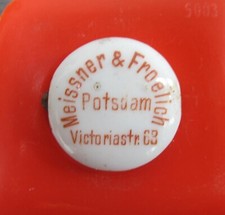 Meissner & Froelich
Potsdam
Victoriastr. 63